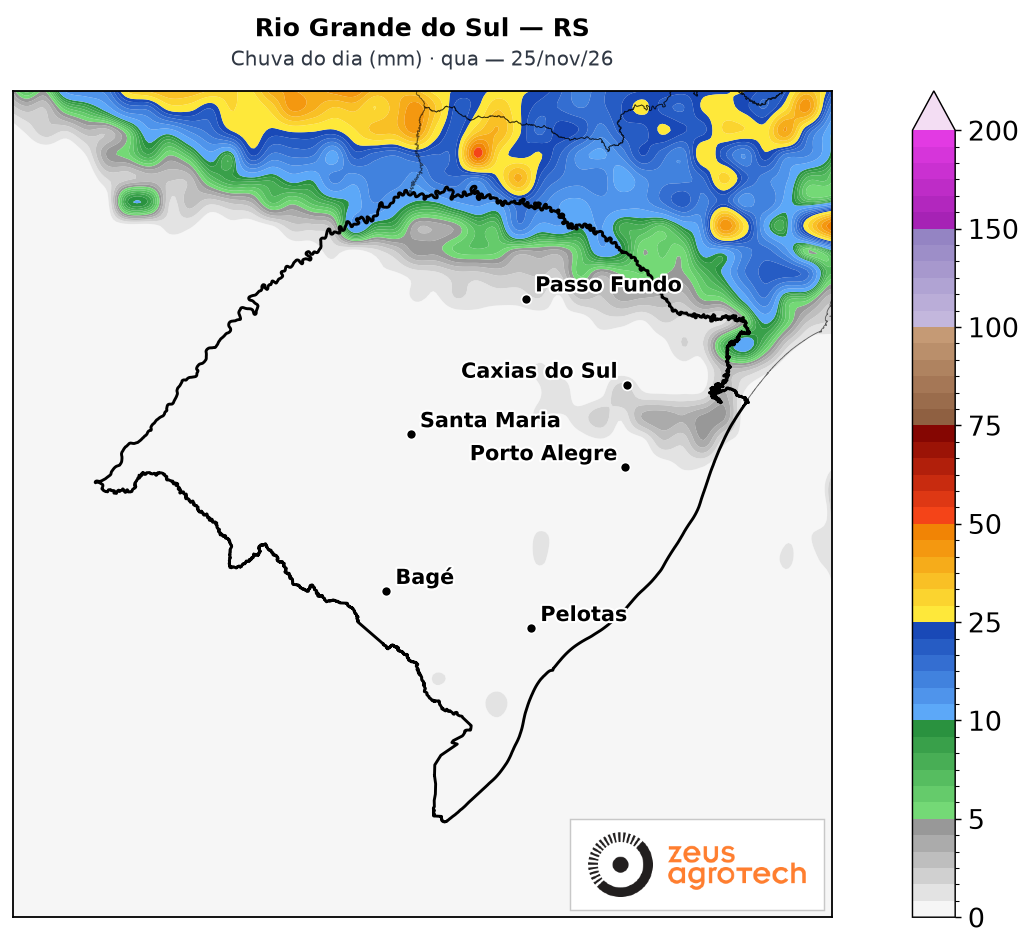 Rio Grande do Sul — RS
Chuva do dia (mm) · qua — 25/nov/26
200
150
100
75
50
25
10
5
0
Passo Fundo
Caxias do Sul
Santa Maria
Porto Alegre
Bagé
Pelotas
zeus
agrotech